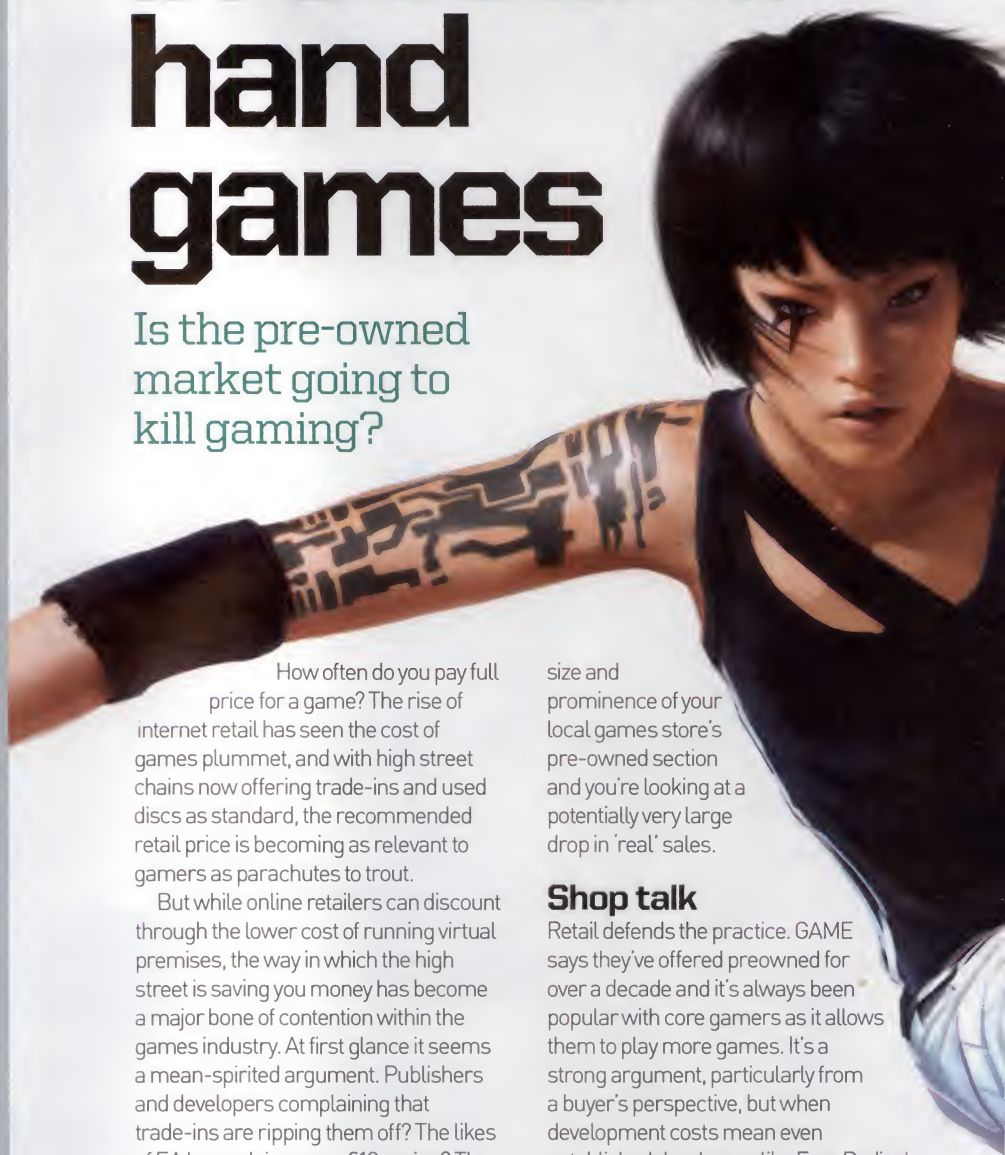 hand
games
Is the pre-owned
market going to
kill gaming?
How often do you pay full
price for a game? The rise of
internet retail has seen the cost of
games plummet, and with high street
chains now offering trade-ins and used
discs as standard, the recommended
retail price is becoming as relevant to
gamers as parachutes to trout.
But while online retailers can discount
through the lower cost of running virtual
premises, the way in which the high
street is saving you money has become
a major bone of contention within the
games industry. At first glance it seems
a mean-spirited argument. Publishers
and developers complaining that
trade-ins are ripping them off? The likes
size and
prominence of your
local games store's
pre-owned section
and you're looking at a
potentially very large
drop in 'real' sales.
Shop talk
Retail defends the practice. GAME
says they've offered preowned for
over a decade and it's always been
popular with core gamers as it allows
them to play more games. It's a
strong argument, particularly from
a buyer's perspective, but when
development costs mean even